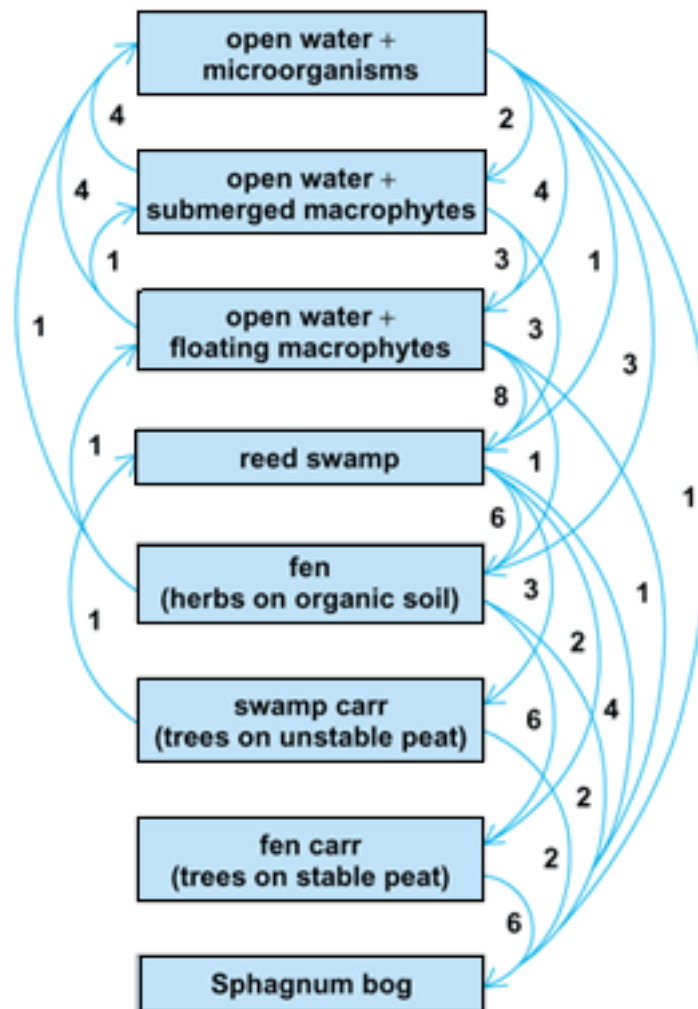 open water +
microorganisms
4
2
open water +
submerged macrophytes
4
4
1
3
1
open water +
floating macrophytes
1
3
3
8
1
reed swamp
1
6
1
fen
(herbs on organic soil)
3
1
1
2
swamp carr
(trees on unstable peat)
6
4
2
fen carr
(trees on stable peat)
2
6
Sphagnum bog